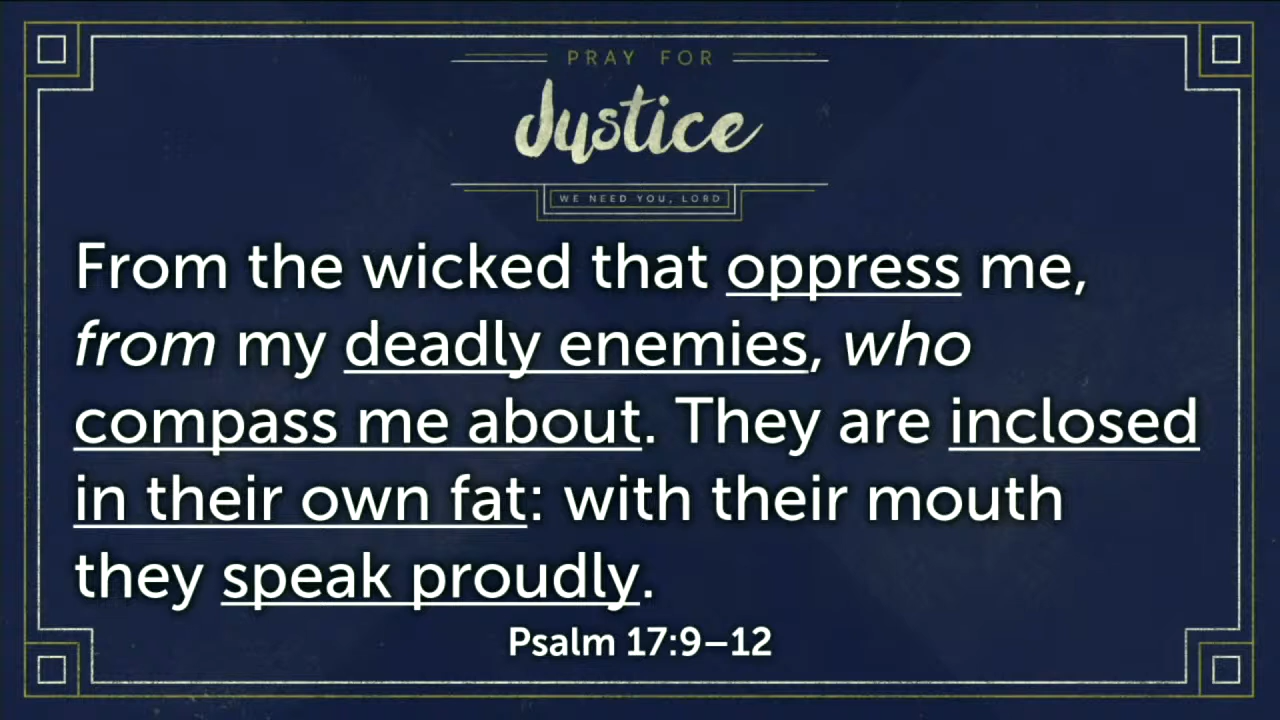 PRAY FOR
Justice
WE NEED YOU, LORD
From the wicked that oppress me,
from my deadly enemies, who
compass me about. They are inclosed
in their own fat: with their mouth
they speak proudly.
Psalm 17:9–12